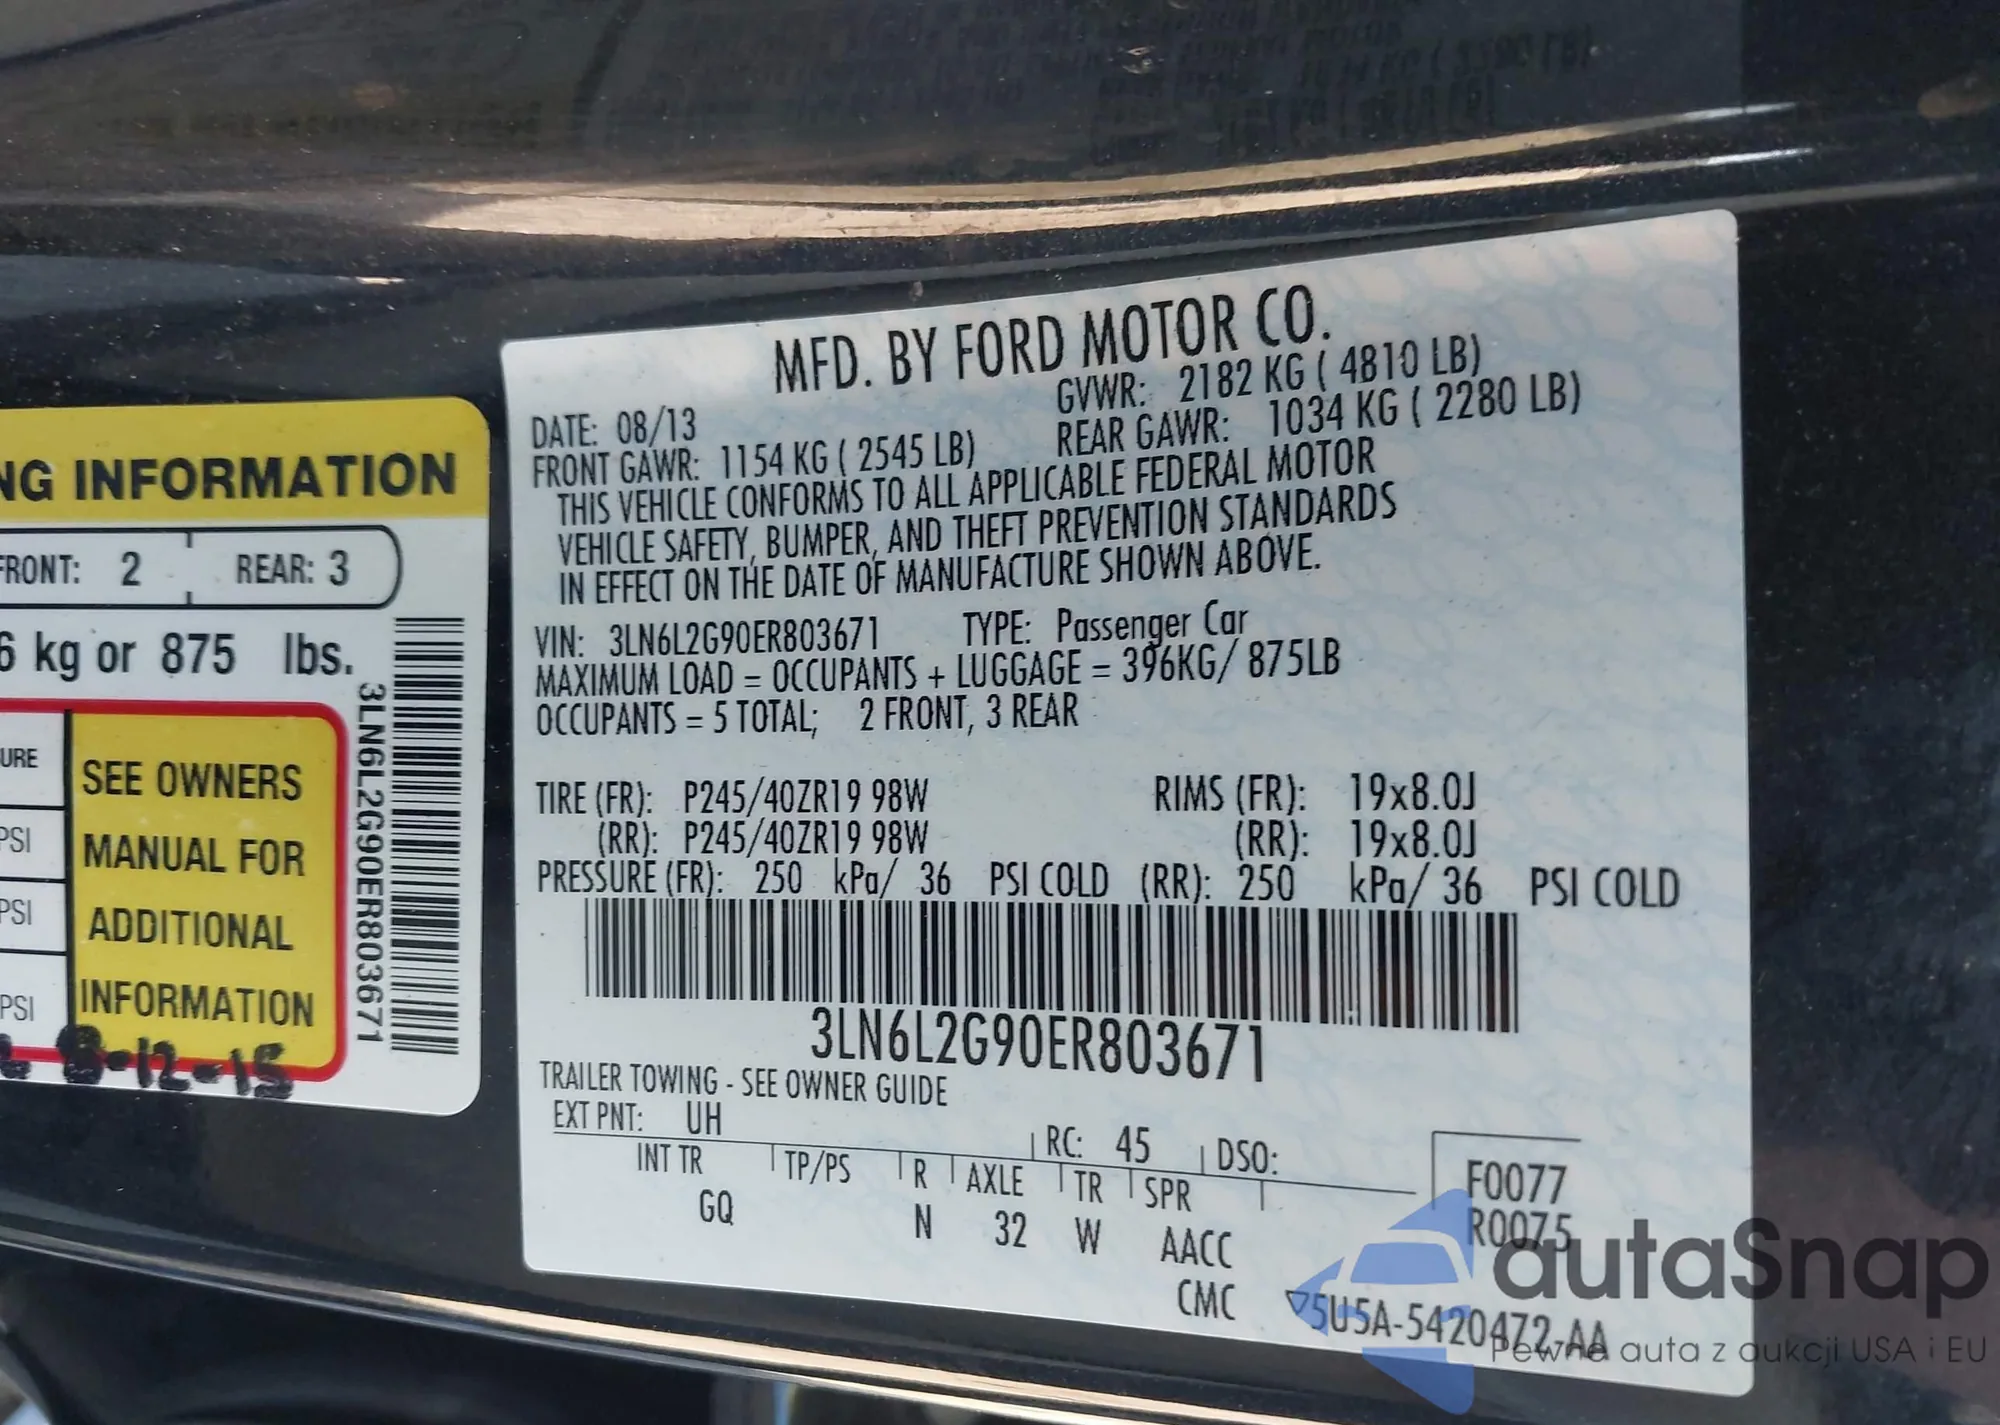 NG INFORMATION
FRONT: 2 REAR: 3
6 kg or 875 lbs.
URE
PSI
PSI
PSI
SEE OWNERS
MANUAL FOR
ADDITIONAL
INFORMATION
8-12-15
3LN6L2G90ER803671
MFD. BY FORD MOTOR CO.
DATE: 08/13 GVWR: 2182 KG ( 4810 LB)
FRONT GAWR: 1154 KG ( 2545 LB) REAR GAWR: 1034 KG ( 2280 LB)
THIS VEHICLE CONFORMS TO ALL APPLICABLE FEDERAL MOTOR
VEHICLE SAFETY, BUMPER, AND THEFT PREVENTION STANDARDS
IN EFFECT ON THE DATE OF MANUFACTURE SHOWN ABOVE.
VIN: 3LN6L2G90ER803671 TYPE: Passenger Car
MAXIMUM LOAD = OCCUPANTS + LUGGAGE = 396KG/ 875LB
OCCUPANTS = 5 TOTAL; 2 FRONT, 3 REAR
TIRE (FR): P245/40ZR19 98W RIMS (FR): 19x8.0J
(RR): P245/40ZR19 98W (RR): 19x8.0J
PRESSURE (FR): 250 kPa/ 36 PSI COLD (RR): 250 kPa/ 36 PSI COLD
3LN6L2G90ER803671
TRAILER TOWING - SEE OWNER GUIDE
EXT PNT: UH RC: 45 DSO:
INT TR TP/PS R AXLE TR SPR
GQ N 32 W AACC
CMC
F0077
R0075
5U5A-5420472-AA
autaSnap
Pewne auta z aukcji USA i EU